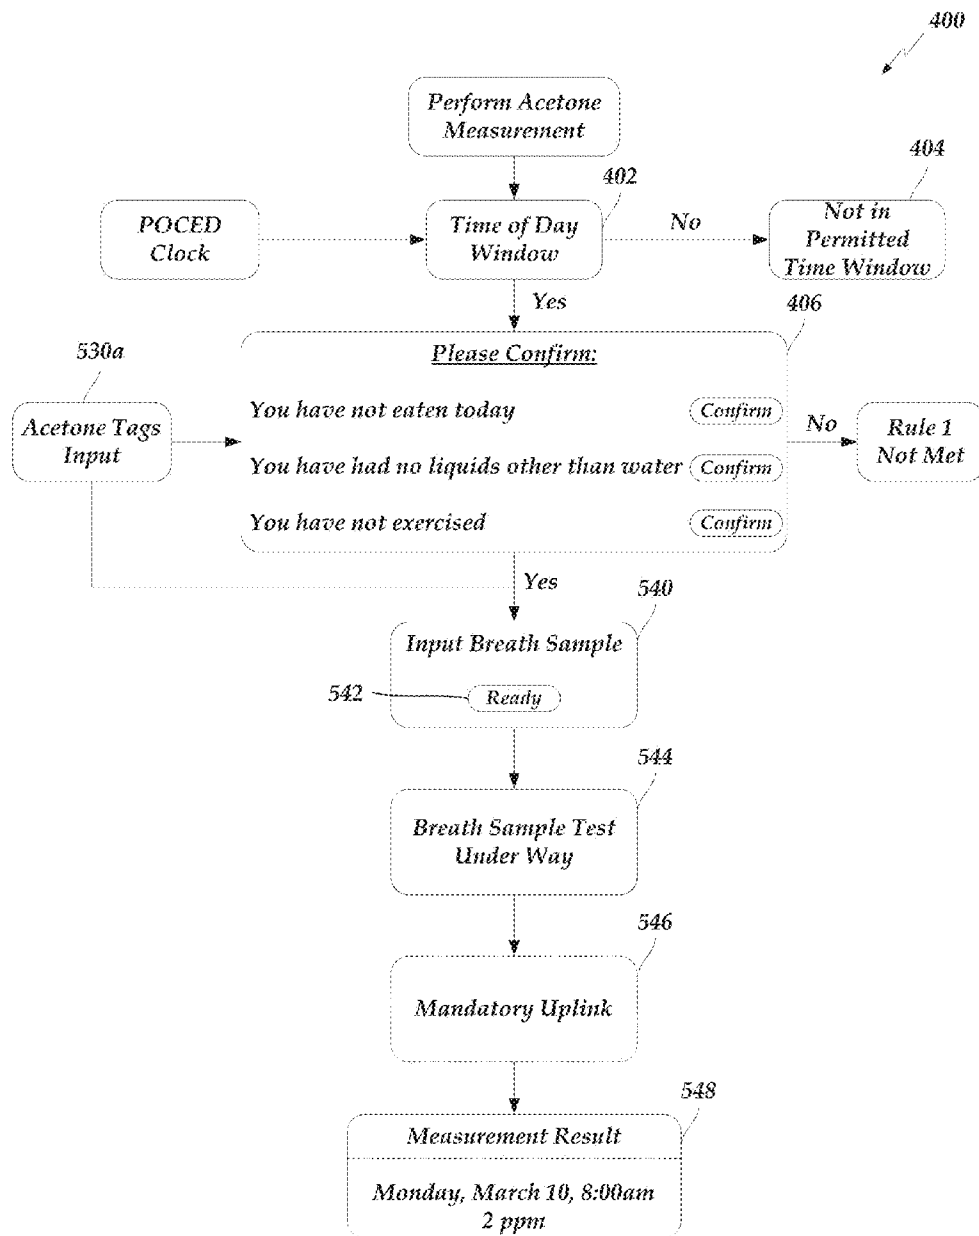 400
Perform Acetone
Measurement
402
404
POCED
Clock
Time of Day
Window
No
Not in
Permitted
Time Window
Yes
406
530a
Please Confirm:
Acetone Tags
Input
You have not eaten today
Confirm
No
Rule 1
Not Met
You have had no liquids other than water
Confirm
You have not exercised
Confirm
Yes
540
Input Breath Sample
542
Ready
544
Breath Sample Test
Under Way
546
Mandatory Uplink
548
Measurement Result
Monday, March 10, 8:00am
2 ppm